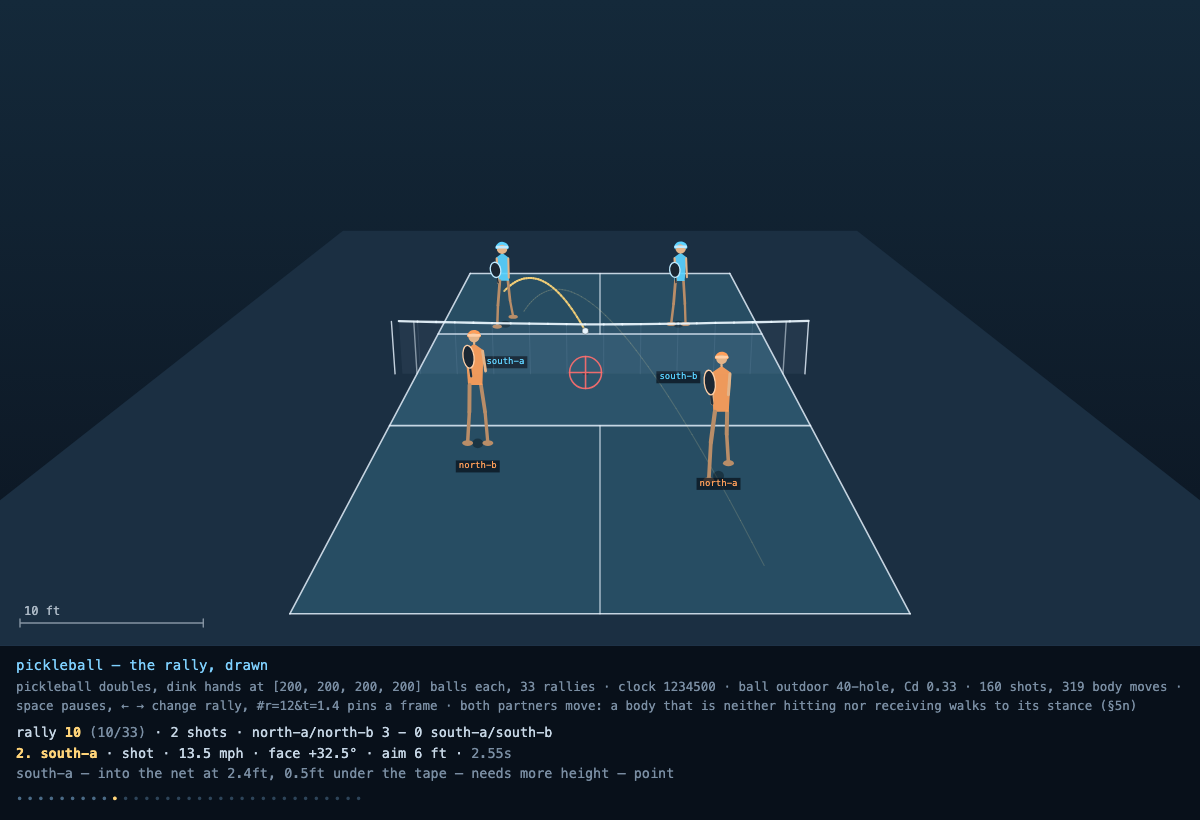 south-a
south-b
north-b
north-a
10 ft
pickleball — the rally, drawn
pickleball doubles, dink hands at [200, 200, 200, 200] balls each, 33 rallies · clock 1234500 · ball outdoor 40-hole, Cd 0.33 · 160 shots, 319 body moves ·
space pauses, ← → change rally, #r=12&t=1.4 pins a frame · both partners move: a body that is neither hitting nor receiving walks to its stance (§5n)
rally 10 (10/33) · 2 shots · north-a/north-b 3 — 0 south-a/south-b
2. south-a · shot · 13.5 mph · face +32.5° · aim 6 ft · 2.55s
south-a — into the net at 2.4ft, 0.5ft under the tape — needs more height — point